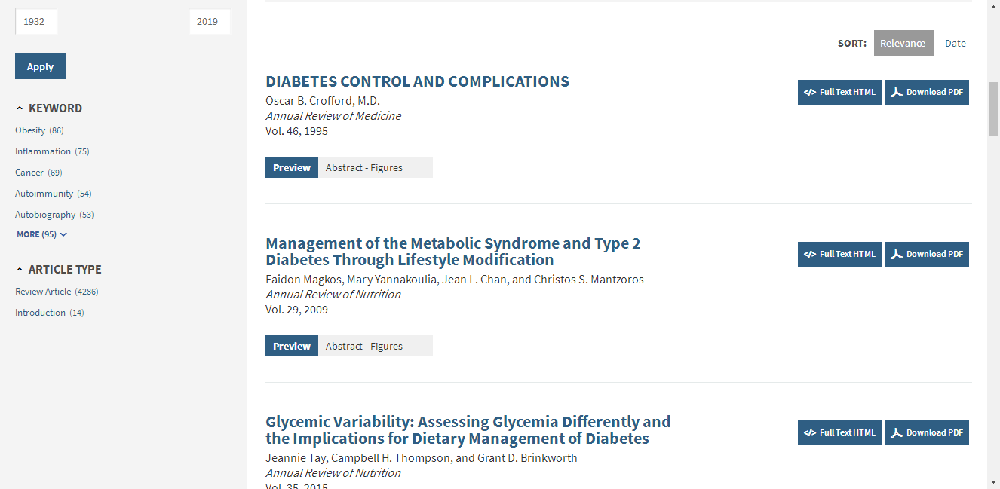 1932
2019
Apply
KEYWORD
Obesity (86)
Inflammation (75)
Cancer (69)
Autoimmunity (54)
Autobiography (53)
MORE (95)
ARTICLE TYPE
Review Article (4286)
Introduction (14)
SORT: Relevance Date
DIABETES CONTROL AND COMPLICATIONS
Oscar B. Crofford, M.D.
Annual Review of Medicine
Vol. 46, 1995
</> Full Text HTML Download PDF
Preview Abstract - Figures
Management of the Metabolic Syndrome and Type 2
Diabetes Through Lifestyle Modification
Faidon Magkos, Mary Yannakoulia, Jean L. Chan, and Christos S. Mantzoros
Annual Review of Nutrition
Vol. 29, 2009
</> Full Text HTML Download PDF
Preview Abstract - Figures
Glycemic Variability: Assessing Glycemia Differently and
the Implications for Dietary Management of Diabetes
Jeannie Tay, Campbell H. Thompson, and Grant D. Brinkworth
Annual Review of Nutrition
Vol. 35, 2015
</> Full Text HTML Download PDF